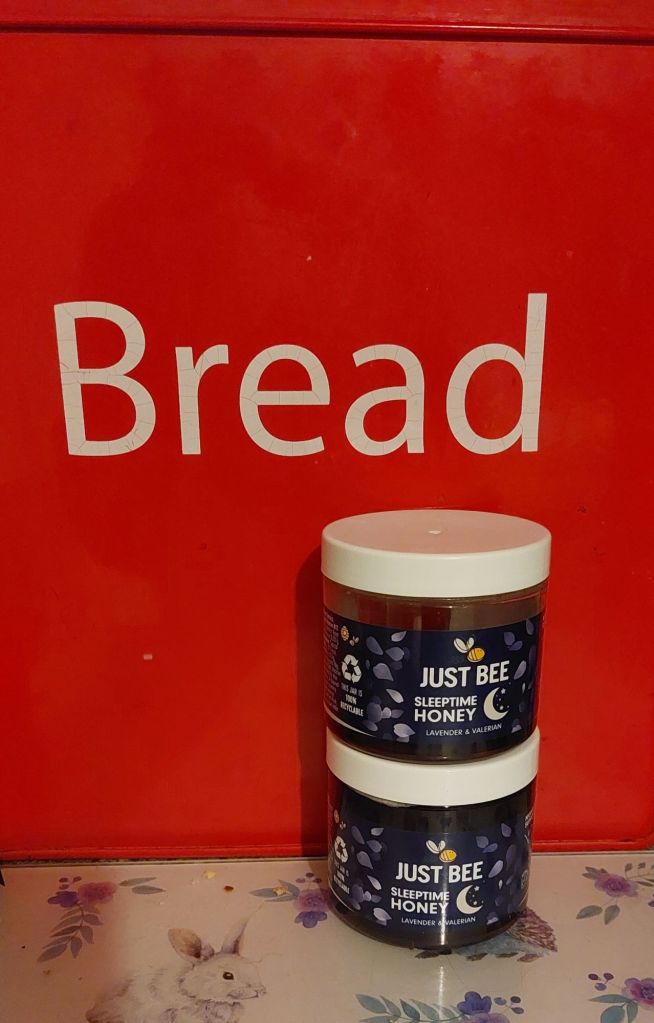 Bread
THIS JAR IS
100%
RECYCLABLE
JUST BEE
SLEEPTIME
HONEY
LAVENDER & VALERIAN
JUST BEE
SLEEPTIME
HONEY
LAVENDER & VALERIAN